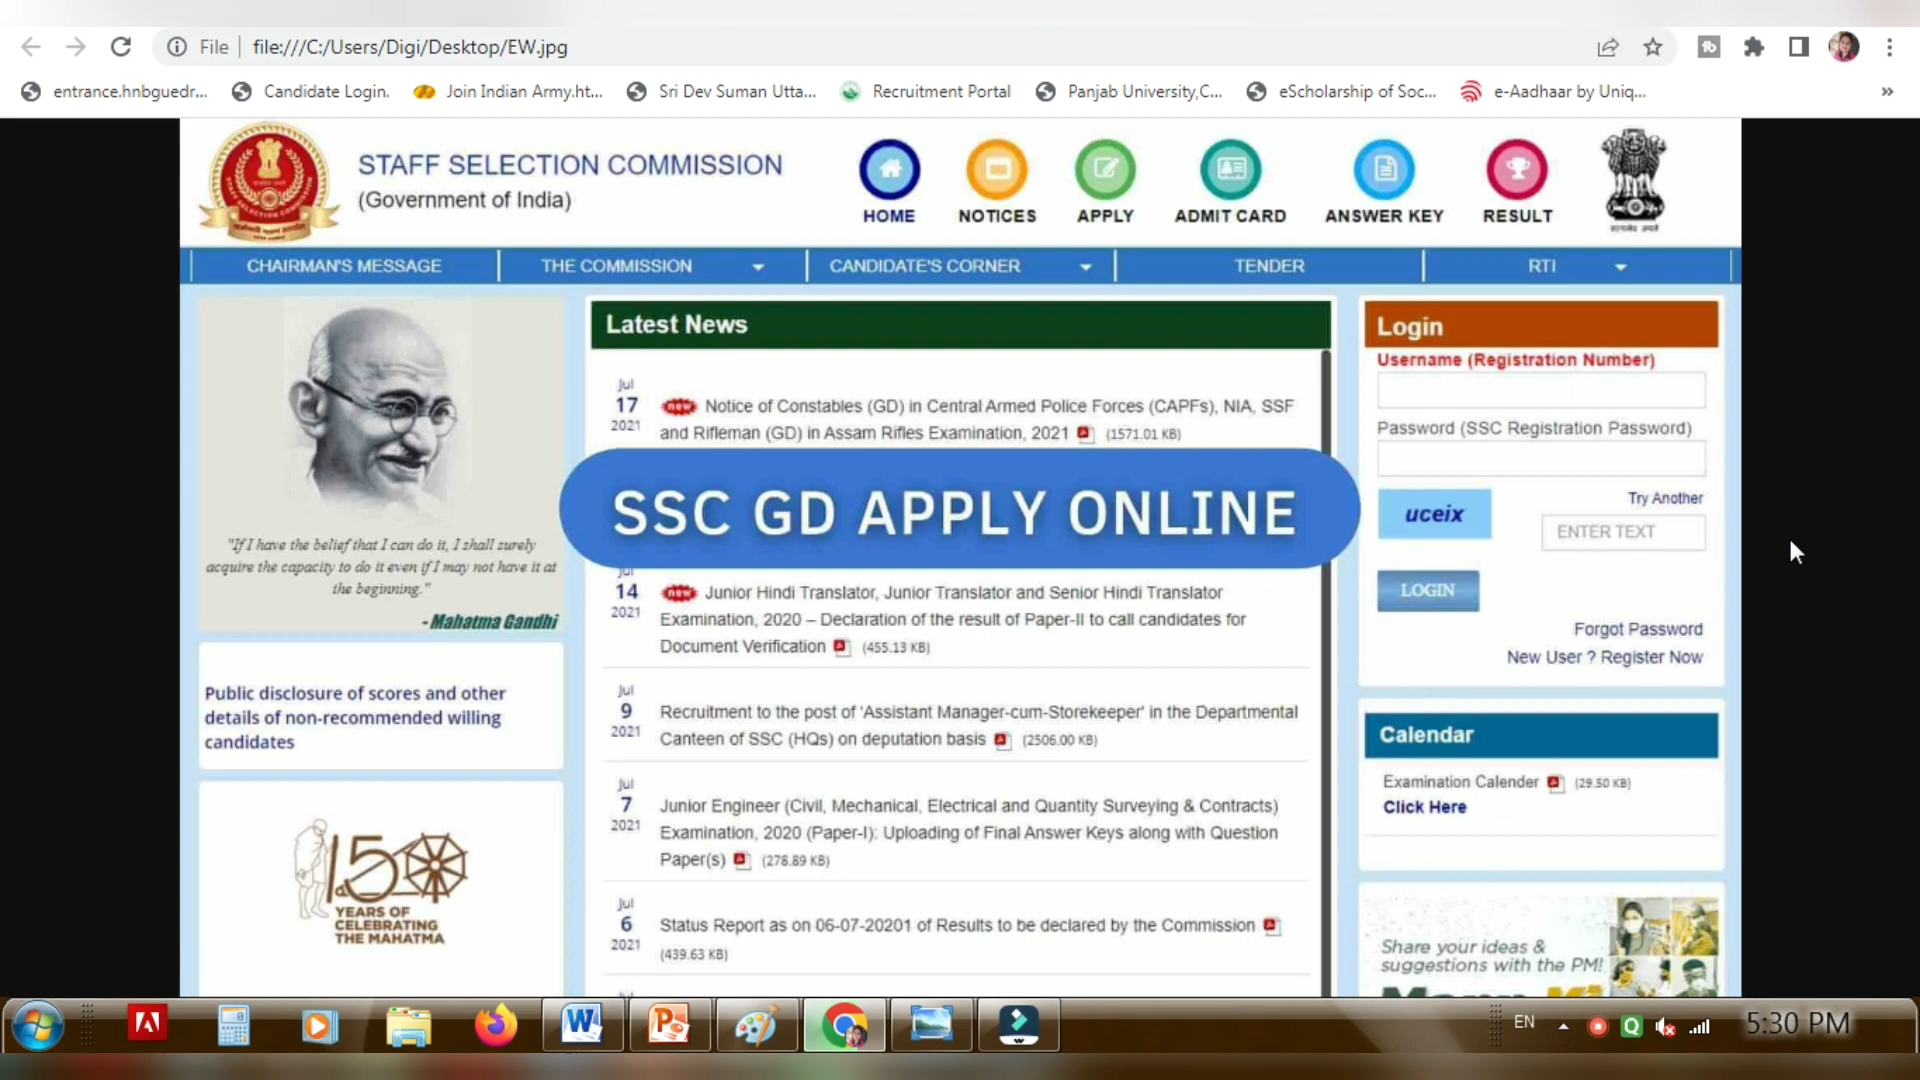 File
file:///C:/Users/Digi/Desktop/EW.jpg
entrance.hnbguedr...
Candidate Login.
Join Indian Army.ht...
Sri Dev Suman Utta...
Recruitment Portal
Panjab University,C...
eScholarship of Soc...
e-Aadhaar by Uniq...
»
STAFF SELECTION COMMISSION
(Government of India)
HOME
NOTICES
APPLY
ADMIT CARD
ANSWER KEY
RESULT
CHAIRMAN'S MESSAGE
THE COMMISSION
CANDIDATE'S CORNER
TENDER
RTI
"If I have the belief that I can do it, I shall surely
acquire the capacity to do it even if I may not have it at
the beginning."
- Mahatma Gandhi
Public disclosure of scores and other
details of non-recommended willing
candidates
150
YEARS OF
CELEBRATING
THE MAHATMA
Latest News
Jul
17
2021
new Notice of Constables (GD) in Central Armed Police Forces (CAPFs), NIA, SSF
and Rifleman (GD) in Assam Rifles Examination, 2021 (1571.01 KB)
SSC GD APPLY ONLINE
Jul
14
2021
new Junior Hindi Translator, Junior Translator and Senior Hindi Translator
Examination, 2020 – Declaration of the result of Paper-II to call candidates for
Document Verification (455.13 KB)
Jul
9
2021
Recruitment to the post of 'Assistant Manager-cum-Storekeeper' in the Departmental
Canteen of SSC (HQs) on deputation basis (2506.00 KB)
Jul
7
2021
Junior Engineer (Civil, Mechanical, Electrical and Quantity Surveying & Contracts)
Examination, 2020 (Paper-I): Uploading of Final Answer Keys along with Question
Paper(s) (278.89 KB)
Jul
6
2021
Status Report as on 06-07-20201 of Results to be declared by the Commission
(439.63 KB)
Login
Username (Registration Number)
Password (SSC Registration Password)
uceix
Try Another
ENTER TEXT
LOGIN
Forgot Password
New User ? Register Now
Calendar
Examination Calender (29.50 KB)
Click Here
Share your ideas &
suggestions with the PM!
EN
5:30 PM